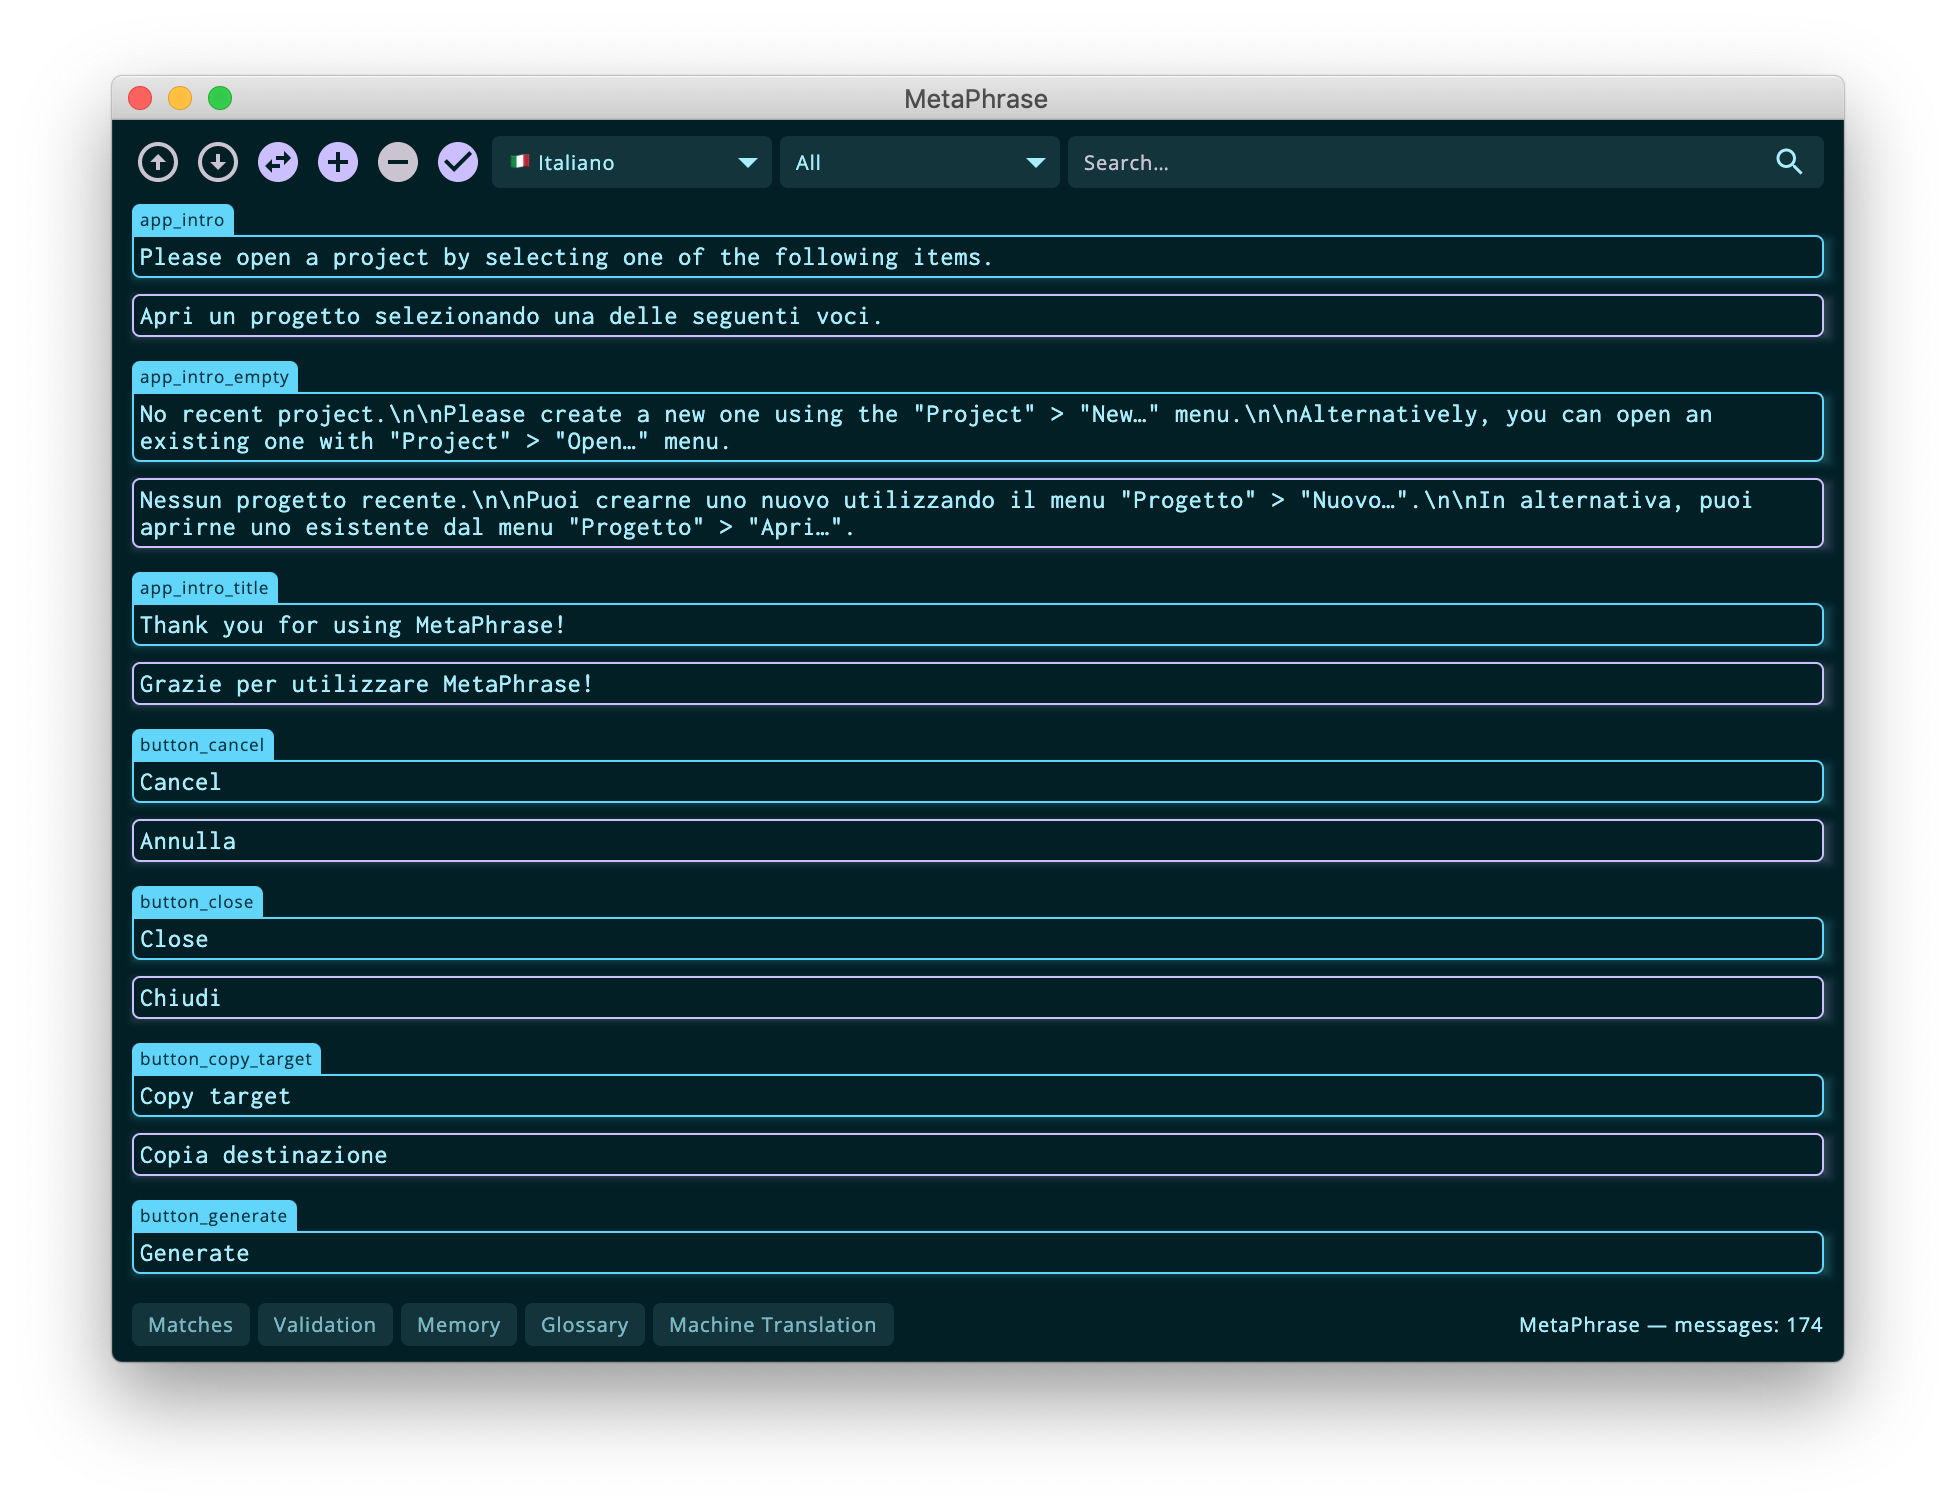 MetaPhrase
Italiano
All
Search…
app_intro
Please open a project by selecting one of the following items.
Apri un progetto selezionando una delle seguenti voci.
app_intro_empty
No recent project.\n\nPlease create a new one using the "Project" > "New…" menu.\n\nAlternatively, you can open an
existing one with "Project" > "Open…" menu.
Nessun progetto recente.\n\nPuoi crearne uno nuovo utilizzando il menu "Progetto" > "Nuovo…".\n\nIn alternativa, puoi
aprirne uno esistente dal menu "Progetto" > "Apri…".
app_intro_title
Thank you for using MetaPhrase!
Grazie per utilizzare MetaPhrase!
button_cancel
Cancel
Annulla
button_close
Close
Chiudi
button_copy_target
Copy target
Copia destinazione
button_generate
Generate
Matches Validation Memory Glossary Machine Translation MetaPhrase — messages: 174